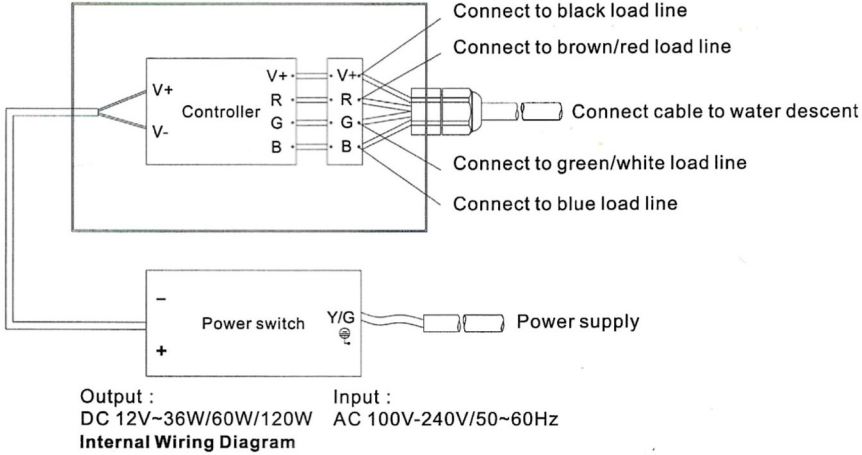 Connect to black load line
Connect to brown/red load line
V+
V-
Controller
V+
R
G
B
V+
R
G
B
Connect cable to water descent
Connect to green/white load line
Connect to blue load line
−
+
Power switch
Y/G
Power supply
Output :
DC 12V~36W/60W/120W
Input :
AC 100V-240V/50~60Hz
Internal Wiring Diagram